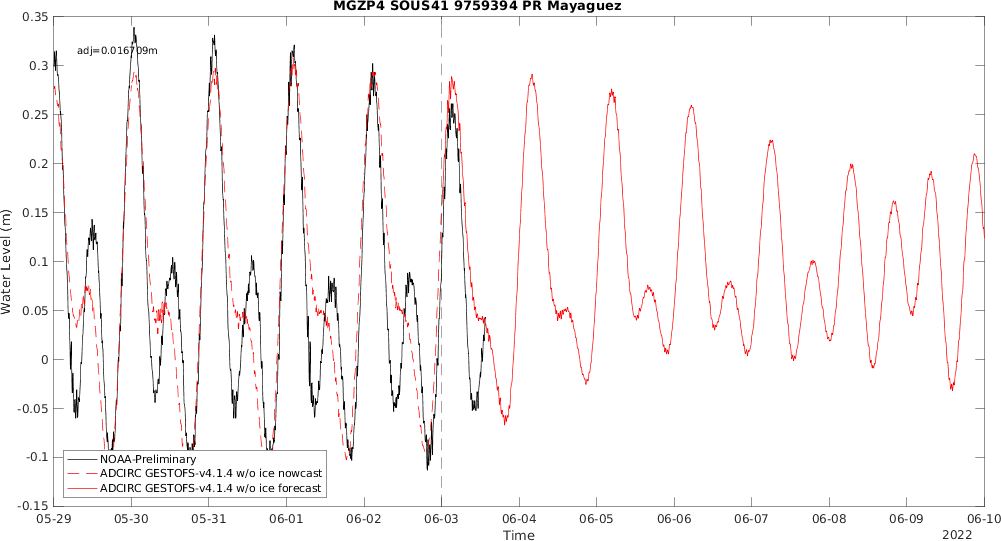 MGZP4 SOUS41 9759394 PR Mayaguez
adj=0.016709m
0.35
0.3
0.25
0.2
0.15
0.1
0.05
0
-0.05
-0.1
-0.15
Water Level (m)
NOAA-Preliminary
ADCIRC GESTOFS-v4.1.4 w/o ice nowcast
ADCIRC GESTOFS-v4.1.4 w/o ice forecast
05-29 05-30 05-31 06-01 06-02 06-03 06-04 06-05 06-06 06-07 06-08 06-09 06-10
Time
2022